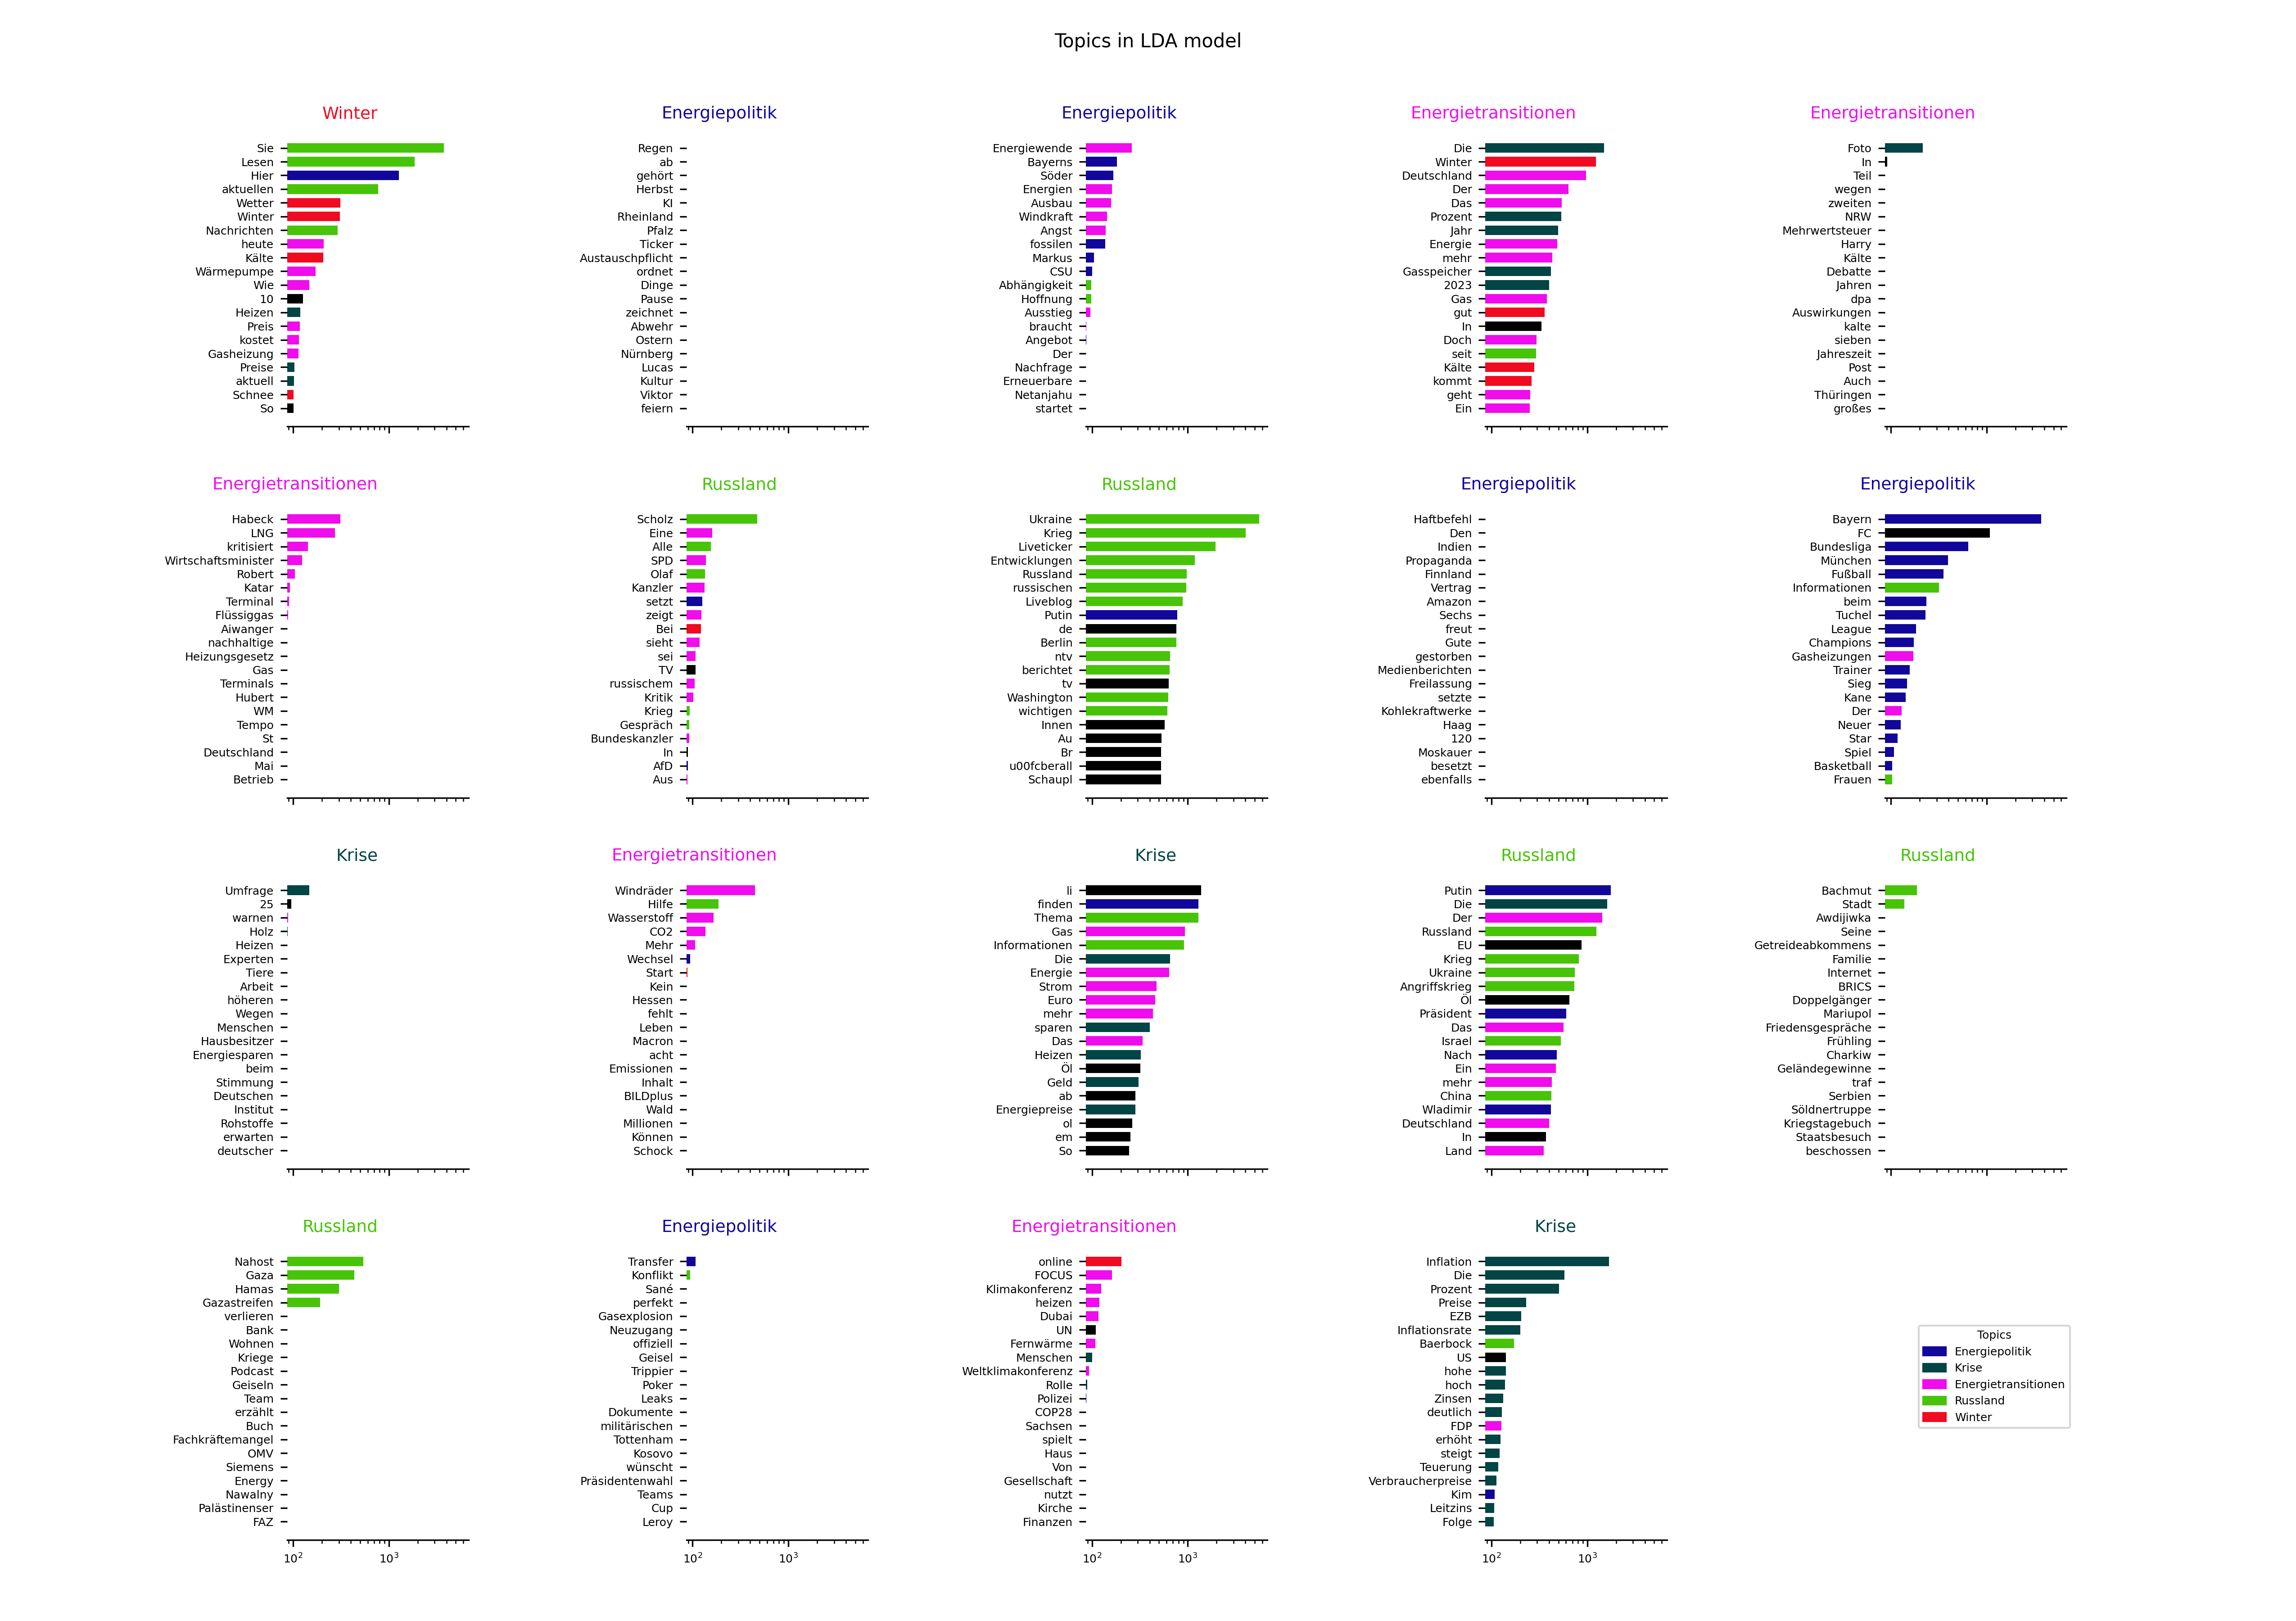 Topics in LDA model
Winter
Sie
Lesen
Hier
aktuellen
Wetter
Winter
Nachrichten
heute
Kälte
Wärmepumpe
Wie
10
Heizen
Preis
kostet
Gasheizung
Preise
aktuell
Schnee
So
Energiepolitik
Regen
ab
gehört
Herbst
KI
Rheinland
Pfalz
Ticker
Austauschpflicht
ordnet
Dinge
Pause
zeichnet
Abwehr
Ostern
Nürnberg
Lucas
Kultur
Viktor
feiern
Energiepolitik
Energiewende
Bayerns
Söder
Energien
Ausbau
Windkraft
Angst
fossilen
Markus
CSU
Abhängigkeit
Hoffnung
Ausstieg
braucht
Angebot
Der
Nachfrage
Erneuerbare
Netanjahu
startet
Energietransitionen
Die
Winter
Deutschland
Der
Das
Prozent
Jahr
Energie
mehr
Gasspeicher
2023
Gas
gut
In
Doch
seit
Kälte
kommt
geht
Ein
Energietransitionen
Foto
In
Teil
wegen
zweiten
NRW
Mehrwertsteuer
Harry
Kälte
Debatte
Jahren
dpa
Auswirkungen
kalte
sieben
Jahreszeit
Post
Auch
Thüringen
großes
Energietransitionen
Habeck
LNG
kritisiert
Wirtschaftsminister
Robert
Katar
Terminal
Flüssiggas
Aiwanger
nachhaltige
Heizungsgesetz
Gas
Terminals
Hubert
WM
Tempo
St
Deutschland
Mai
Betrieb
Russland
Scholz
Eine
Alle
SPD
Olaf
Kanzler
setzt
zeigt
Bei
sieht
sei
TV
russischem
Kritik
Krieg
Gespräch
Bundeskanzler
In
AfD
Aus
Russland
Ukraine
Krieg
Liveticker
Entwicklungen
Russland
russischen
Liveblog
Putin
de
Berlin
ntv
berichtet
tv
Washington
wichtigen
Innen
Au
Br
u00fcberall
Schaupl
Energiepolitik
Haftbefehl
Den
Indien
Propaganda
Finnland
Vertrag
Amazon
Sechs
freut
Gute
gestorben
Medienberichten
Freilassung
setzte
Kohlekraftwerke
Haag
120
Moskauer
besetzt
ebenfalls
Energiepolitik
Bayern
FC
Bundesliga
München
Fußball
Informationen
beim
Tuchel
League
Champions
Gasheizungen
Trainer
Sieg
Kane
Der
Neuer
Star
Spiel
Basketball
Frauen
Krise
Umfrage
25
warnen
Holz
Heizen
Experten
Tiere
Arbeit
höheren
Wegen
Menschen
Hausbesitzer
Energiesparen
beim
Stimmung
Deutschen
Institut
Rohstoffe
erwarten
deutscher
Energietransitionen
Windräder
Hilfe
Wasserstoff
CO2
Mehr
Wechsel
Start
Kein
Hessen
fehlt
Leben
Macron
acht
Emissionen
Inhalt
BILDplus
Wald
Millionen
Können
Schock
Krise
li
finden
Thema
Gas
Informationen
Die
Energie
Strom
Euro
mehr
sparen
Das
Heizen
Öl
Geld
ab
Energiepreise
ol
em
So
Russland
Putin
Die
Der
Russland
EU
Krieg
Ukraine
Angriffskrieg
Öl
Präsident
Das
Israel
Nach
Ein
mehr
China
Wladimir
Deutschland
In
Land
Russland
Bachmut
Stadt
Awdijiwka
Seine
Getreideabkommens
Familie
Internet
BRICS
Doppelgänger
Mariupol
Friedensgespräche
Frühling
Charkiw
Geländegewinne
traf
Serbien
Söldnertruppe
Kriegstagebuch
Staatsbesuch
beschossen
Russland
Nahost
Gaza
Hamas
Gazastreifen
verlieren
Bank
Wohnen
Kriege
Podcast
Geiseln
Team
erzählt
Buch
Fachkräftemangel
OMV
Siemens
Energy
Nawalny
Palästinenser
FAZ
10² 10³
Energiepolitik
Transfer
Konflikt
Sané
perfekt
Gasexplosion
Neuzugang
offiziell
Geisel
Trippier
Poker
Leaks
Dokumente
militärischen
Tottenham
Kosovo
wünscht
Präsidentenwahl
Teams
Cup
Leroy
10² 10³
Energietransitionen
online
FOCUS
Klimakonferenz
heizen
Dubai
UN
Fernwärme
Menschen
Weltklimakonferenz
Rolle
Polizei
COP28
Sachsen
spielt
Haus
Von
Gesellschaft
nutzt
Kirche
Finanzen
10² 10³
Krise
Inflation
Die
Prozent
Preise
EZB
Inflationsrate
Baerbock
US
hohe
hoch
Zinsen
deutlich
FDP
erhöht
steigt
Teuerung
Verbraucherpreise
Kim
Leitzins
Folge
10² 10³
Topics
Energiepolitik
Krise
Energietransitionen
Russland
Winter